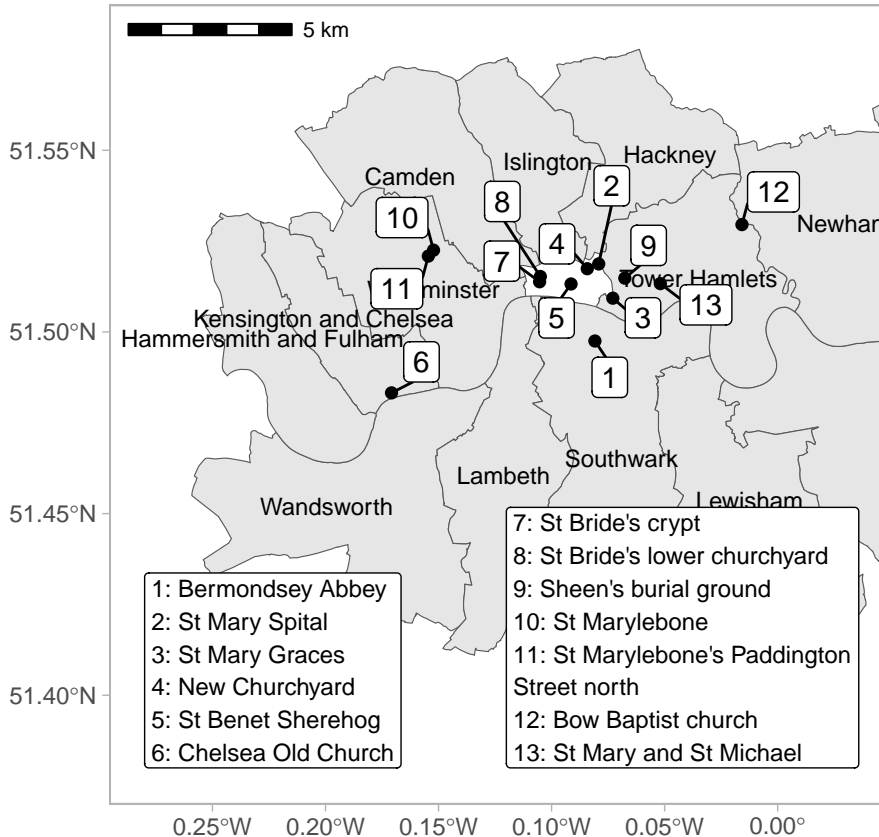 5 km
51.55°N
51.50°N
51.45°N
51.40°N
Hackney
Islington
Camden
2
12
8
10
Newham
4
9
7
Tower Hamlets
11
minster
13
5
3
Kensington and Chelsea
Hammersmith and Fulham
6
1
Southwark
Lambeth
Wandsworth
Lewisham
1: Bermondsey Abbey
2: St Mary Spital
3: St Mary Graces
4: New Churchyard
5: St Benet Sherehog
6: Chelsea Old Church
7: St Bride's crypt
8: St Bride's lower churchyard
9: Sheen's burial ground
10: St Marylebone
11: St Marylebone's Paddington
Street north
12: Bow Baptist church
13: St Mary and St Michael
0.25°W
0.20°W
0.15°W
0.10°W
0.05°W
0.00°